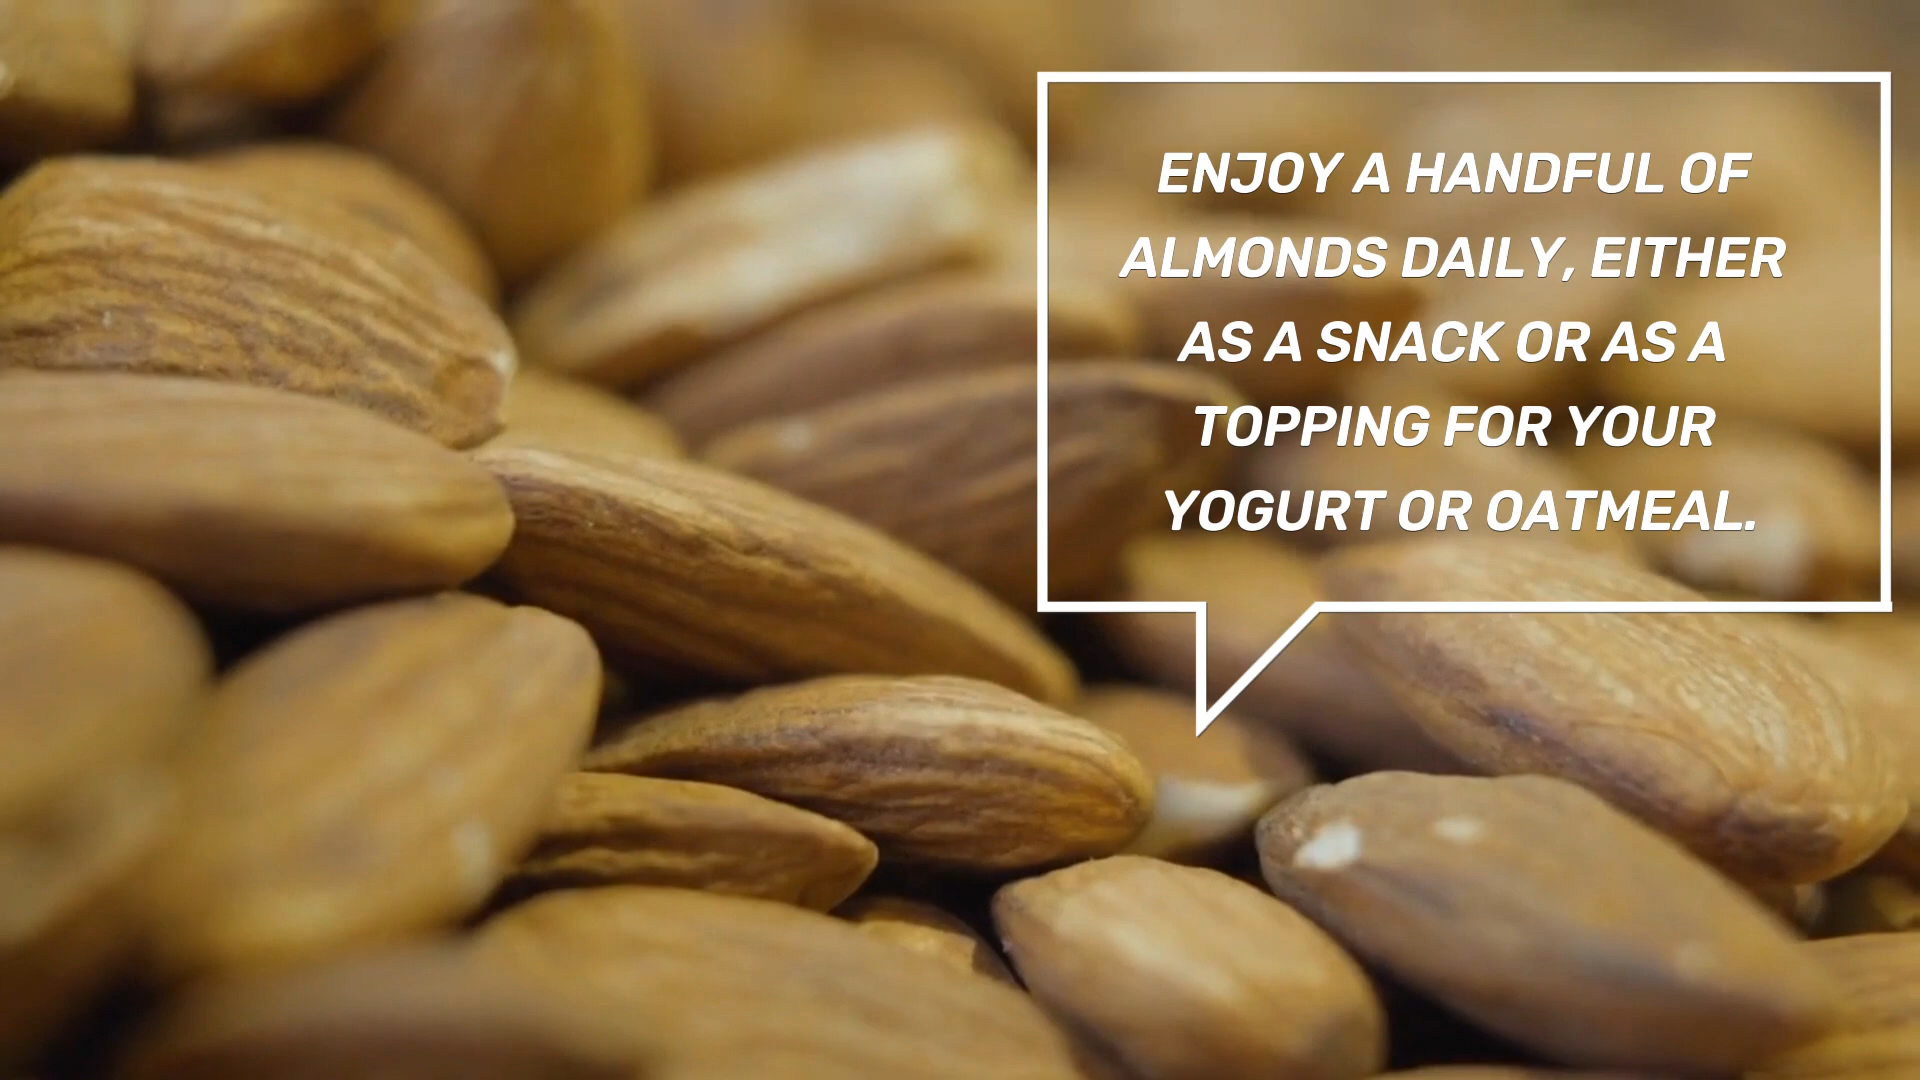 ENJOY A HANDFUL OF
ALMONDS DAILY, EITHER
AS A SNACK OR AS A
TOPPING FOR YOUR
YOGURT OR OATMEAL.